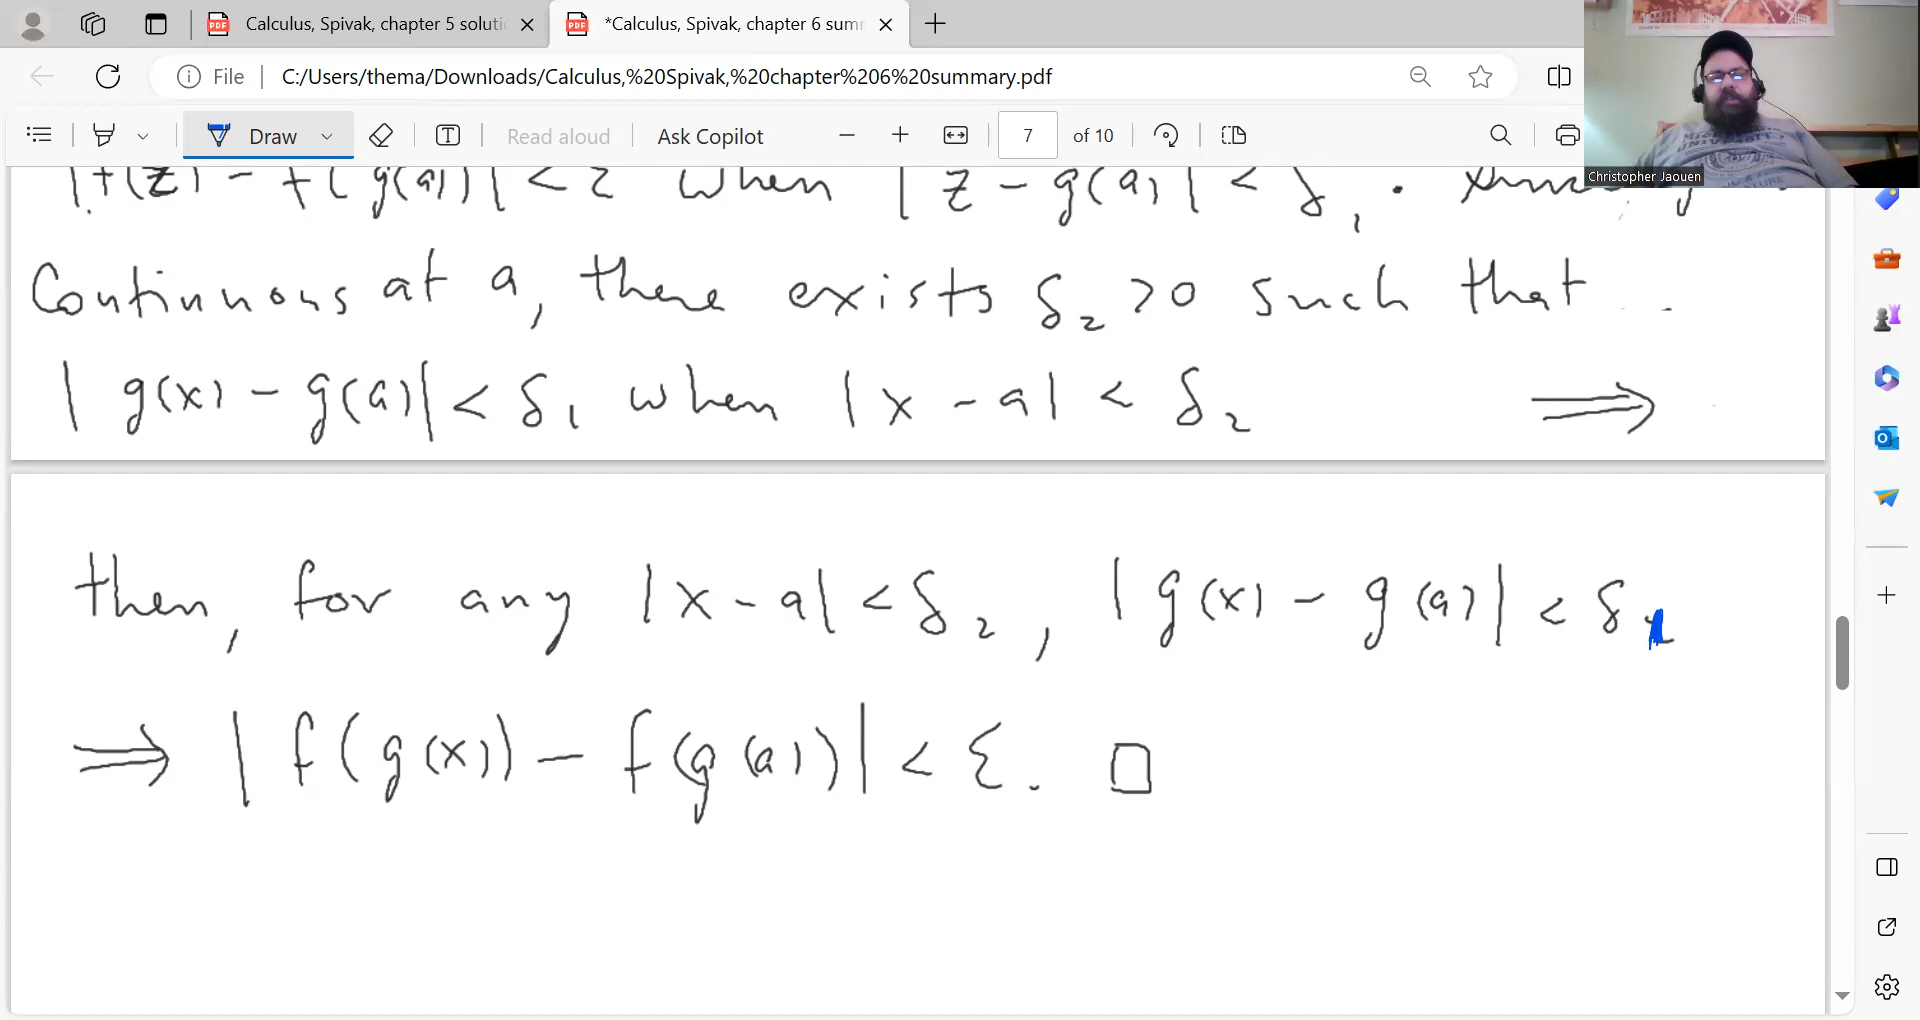 Calculus, Spivak, chapter 5 soluti
*Calculus, Spivak, chapter 6 sum
File
C:/Users/thema/Downloads/Calculus,%20Spivak,%20chapter%206%20summary.pdf
Draw
Read aloud
Ask Copilot
7 of 10
Christopher Jaouen
|f(z) - f(g(a))| < ε when |z - g(a)| < δ₁.
Continuous at a, there exists δ₂ > 0 such that
|g(x) - g(a)| < δ₁ when |x - a| < δ₂ ⟹
then, for any |x - a| < δ₂, |g(x) - g(a)| < δ₁
⟹ |f(g(x)) - f(g(a))| < ε. □